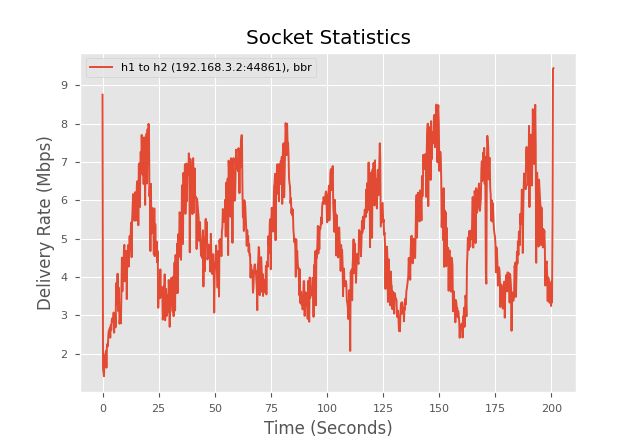 Socket Statistics
h1 to h2 (192.168.3.2:44861), bbr
Delivery Rate (Mbps)
9
8
7
6
5
4
3
2
0 25 50 75 100 125 150 175 200
Time (Seconds)